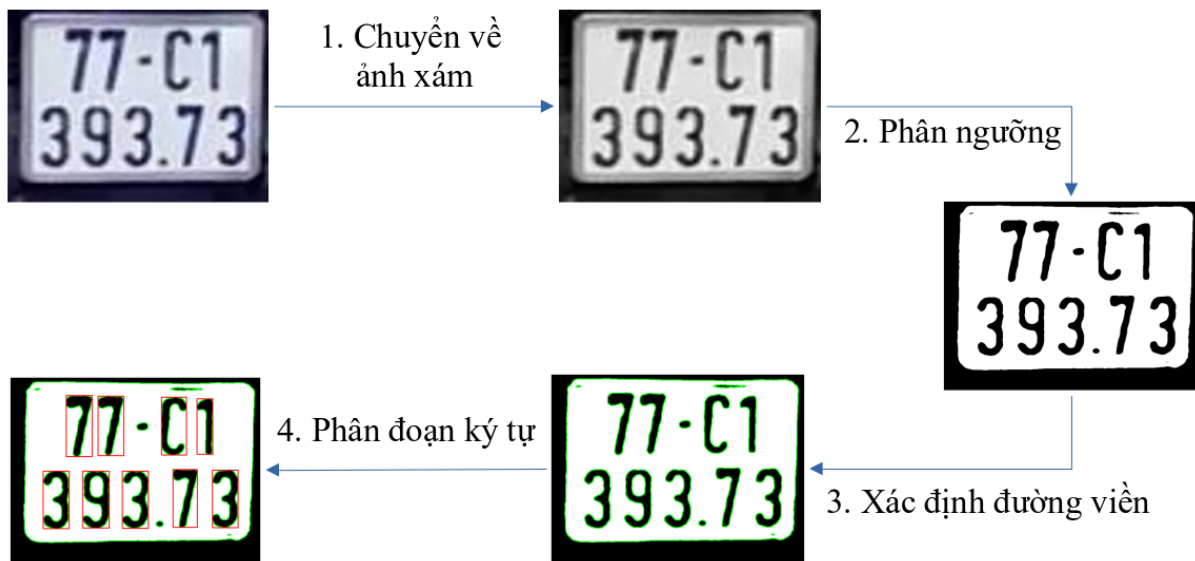 77-C1
393.73
1. Chuyển về
ảnh xám
77-C1
393.73
2. Phân ngưỡng
77-C1
393.73
3. Xác định đường viền
77-C1
393.73
4. Phân đoạn ký tự
77-C1
393.73